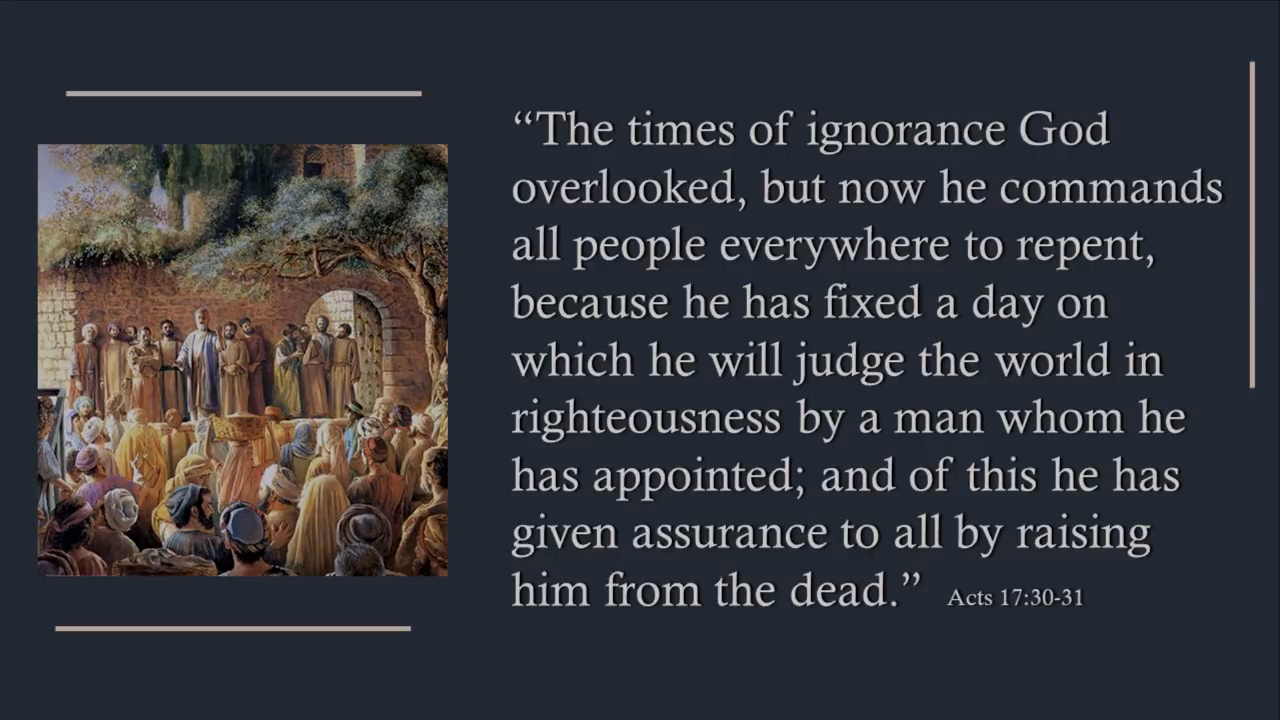 “The times of ignorance God
overlooked, but now he commands
all people everywhere to repent,
because he has fixed a day on
which he will judge the world in
righteousness by a man whom he
has appointed; and of this he has
given assurance to all by raising
him from the dead.” Acts 17:30-31